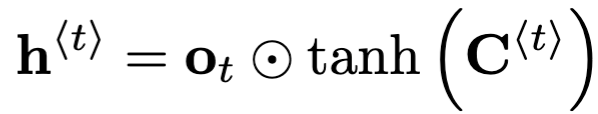 h⟨t⟩ = oₜ ⊙ tanh (C⟨t⟩)